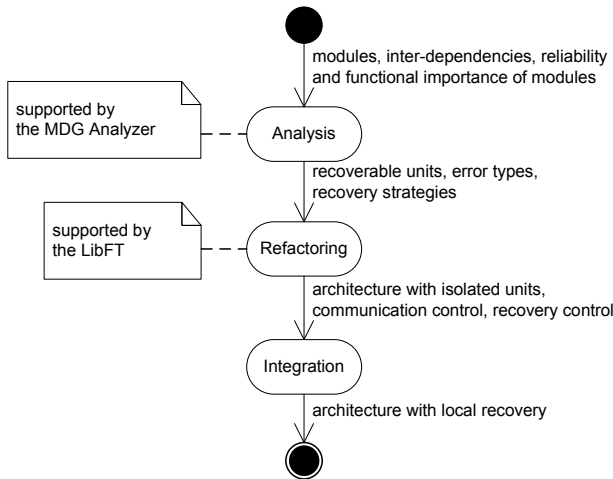 modules, inter-dependencies, reliability
and functional importance of modules
supported by
the MDG Analyzer
Analysis
recoverable units, error types,
recovery strategies
supported by
the LibFT
Refactoring
architecture with isolated units,
communication control, recovery control
Integration
architecture with local recovery